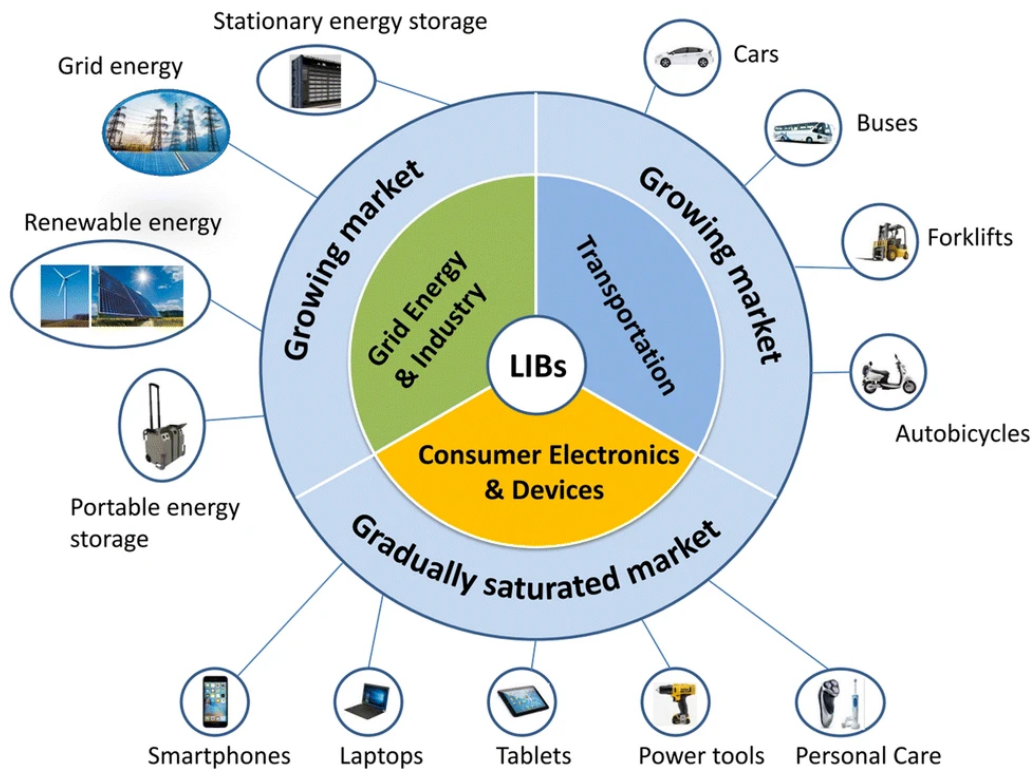 Stationary energy storage
Grid energy
Renewable energy
Portable energy
storage
Cars
Buses
Forklifts
Autobicycles
Growing market
Growing market
Grid Energy
& Industry
Transportation
LIBs
Consumer Electronics
& Devices
Gradually saturated market
Smartphones
Laptops
Tablets
Power tools
Personal Care